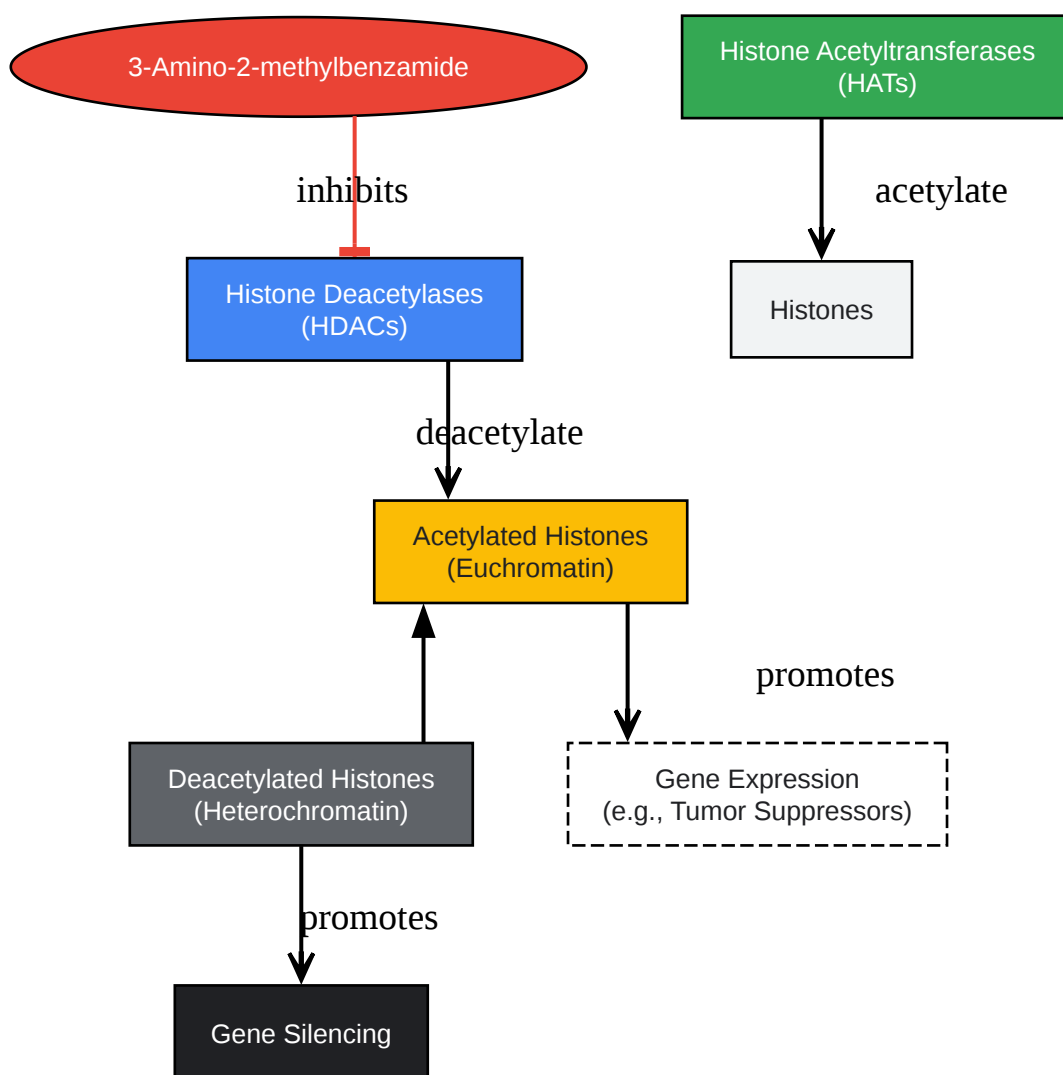 3-Amino-2-methylbenzamide
Histone Acetyltransferases
(HATs)
inhibits
acetylate
Histone Deacetylases
(HDACs)
Histones
deacetylate
Acetylated Histones
(Euchromatin)
promotes
Deacetylated Histones
(Heterochromatin)
Gene Expression
(e.g., Tumor Suppressors)
promotes
Gene Silencing